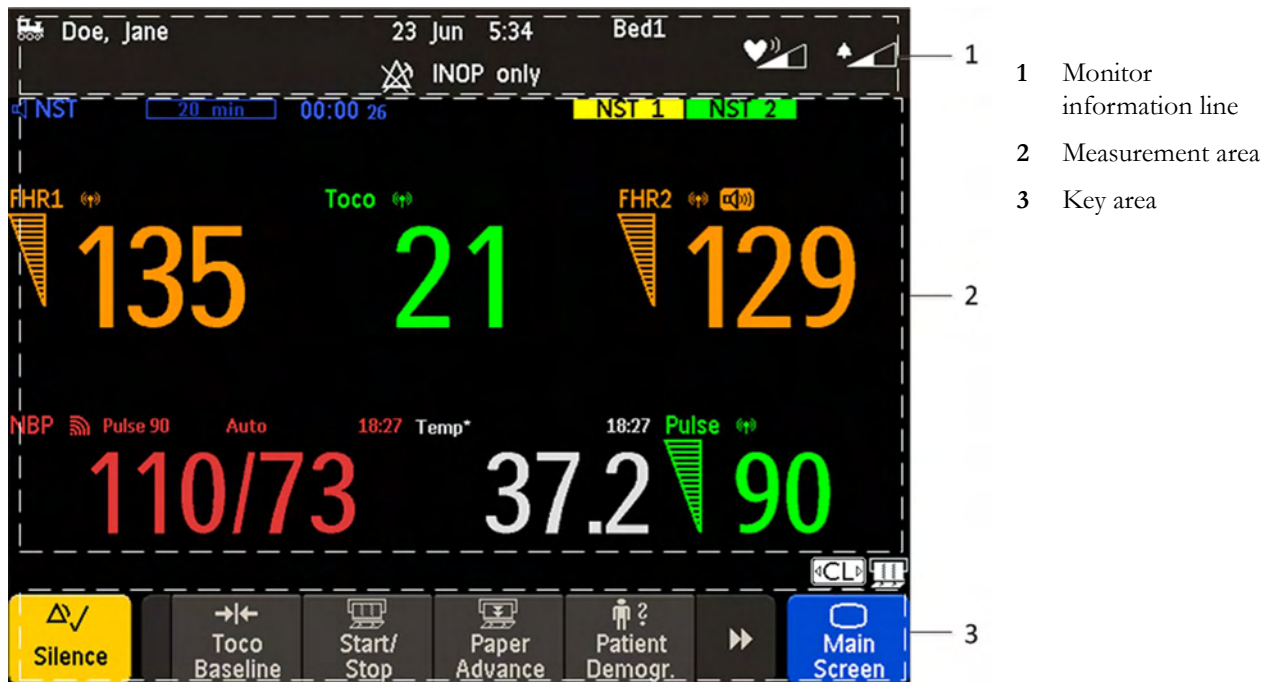 Doe, Jane 23 Jun 5:34 Bed1
INOP only
NST 20 min 00:00 26 NST 1 NST 2
FHR1 Toco FHR2
135 21 129
NBP Pulse 90 Auto 18:27 Temp* 18:27 Pulse
110/73 37.2 90
CL
Silence
Toco
Baseline
Start/
Stop
Paper
Advance
Patient
Demogr.
Main
Screen
1
2
3
1 Monitor
information line
2 Measurement area
3 Key area